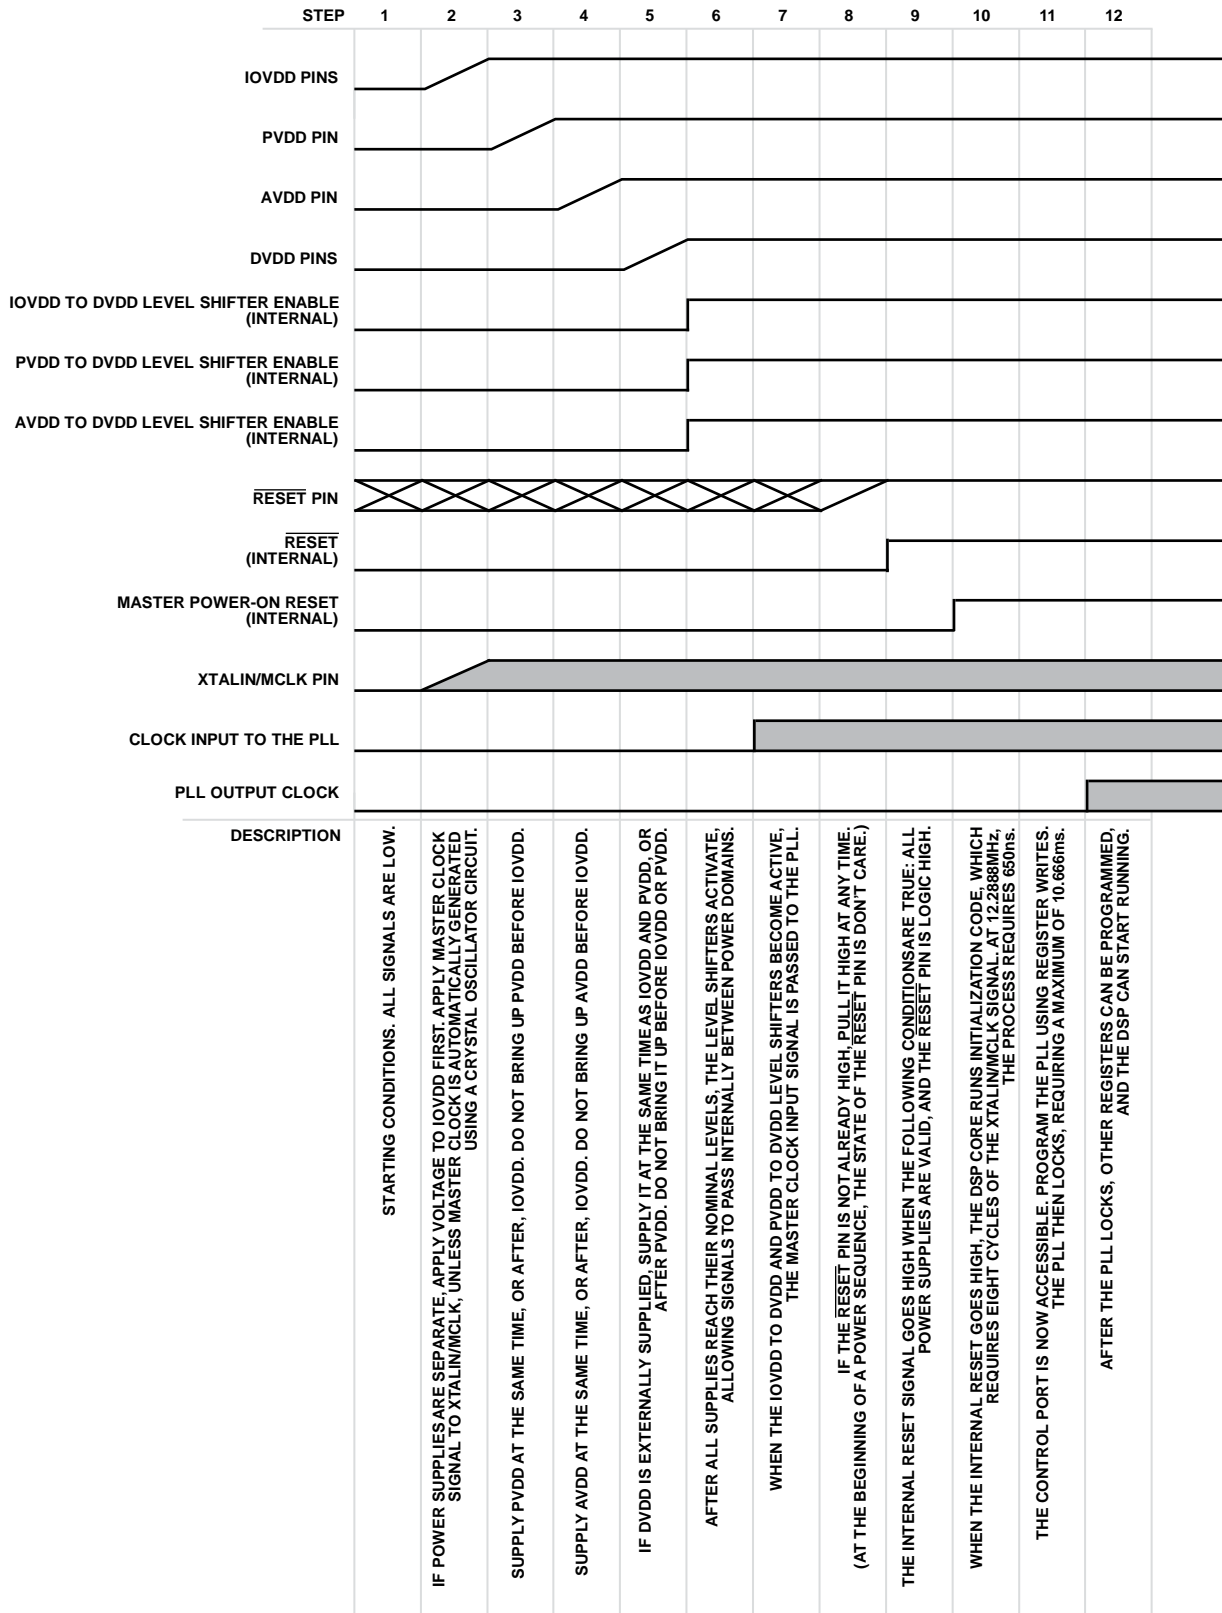 STEP 1 2 3 4 5 6 7 8 9 10 11 12
IOVDD PINS
PVDD PIN
AVDD PIN
DVDD PINS
IOVDD TO DVDD LEVEL SHIFTER ENABLE
(INTERNAL)
PVDD TO DVDD LEVEL SHIFTER ENABLE
(INTERNAL)
AVDD TO DVDD LEVEL SHIFTER ENABLE
(INTERNAL)
RESET PIN
RESET
(INTERNAL)
MASTER POWER-ON RESET
(INTERNAL)
XTALIN/MCLK PIN
CLOCK INPUT TO THE PLL
PLL OUTPUT CLOCK
DESCRIPTION
STARTING CONDITIONS. ALL SIGNALS ARE LOW.
IF POWER SUPPLIES ARE SEPARATE, APPLY VOLTAGE TO IOVDD FIRST. APPLY MASTER CLOCK
SIGNAL TO XTALIN/MCLK, UNLESS MASTER CLOCK IS AUTOMATICALLY GENERATED
USING A CRYSTAL OSCILLATOR CIRCUIT.
SUPPLY PVDD AT THE SAME TIME, OR AFTER, IOVDD. DO NOT BRING UP PVDD BEFORE IOVDD.
SUPPLY AVDD AT THE SAME TIME, OR AFTER, IOVDD. DO NOT BRING UP AVDD BEFORE IOVDD.
IF DVDD IS EXTERNALLY SUPPLIED, SUPPLY IT AT THE SAME TIME AS IOVDD AND PVDD, OR
AFTER PVDD. DO NOT BRING IT UP BEFORE IOVDD OR PVDD.
AFTER ALL SUPPLIES REACH THEIR NOMINAL LEVELS, THE LEVEL SHIFTERS ACTIVATE,
ALLOWING SIGNALS TO PASS INTERNALLY BETWEEN POWER DOMAINS.
WHEN THE IOVDD TO DVDD AND PVDD TO DVDD LEVEL SHIFTERS BECOME ACTIVE,
THE MASTER CLOCK INPUT SIGNAL IS PASSED TO THE PLL.
IF THE RESET PIN IS NOT ALREADY HIGH, PULL IT HIGH AT ANY TIME.
(AT THE BEGINNING OF A POWER SEQUENCE, THE STATE OF THE RESET PIN IS DON'T CARE.)
THE INTERNAL RESET SIGNAL GOES HIGH WHEN THE FOLLOWING CONDITIONSARE TRUE: ALL
POWER SUPPLIES ARE VALID, AND THE RESET PIN IS LOGIC HIGH.
WHEN THE INTERNAL RESET GOES HIGH, THE DSP CORE RUNS INITIALIZATION CODE, WHICH
REQUIRES EIGHT CYCLES OF THE XTALIN/MCLK SIGNAL. AT 12.2888MHz,
THE PROCESS REQUIRES 650ns.
THE CONTROL PORT IS NOW ACCESSIBLE. PROGRAM THE PLL USING REGISTER WRITES.
THE PLL THEN LOCKS, REQUIRING A MAXIMUM OF 10.666ms.
AFTER THE PLL LOCKS, OTHER REGISTERS CAN BE PROGRAMMED,
AND THE DSP CAN START RUNNING.